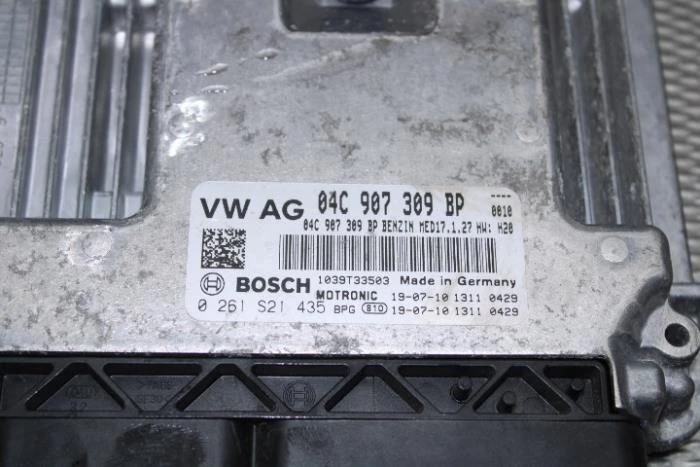 VW AG 04C 907 309 BP ----
0010
04C 907 309 BP BENZIN MED17.1.27 HW: H20
BOSCH 1039T33503 Made in Germany
MOTRONIC 19-07-10 1311 0429
0 261 S21 435 BPG 810 19-07-10 1311 0429